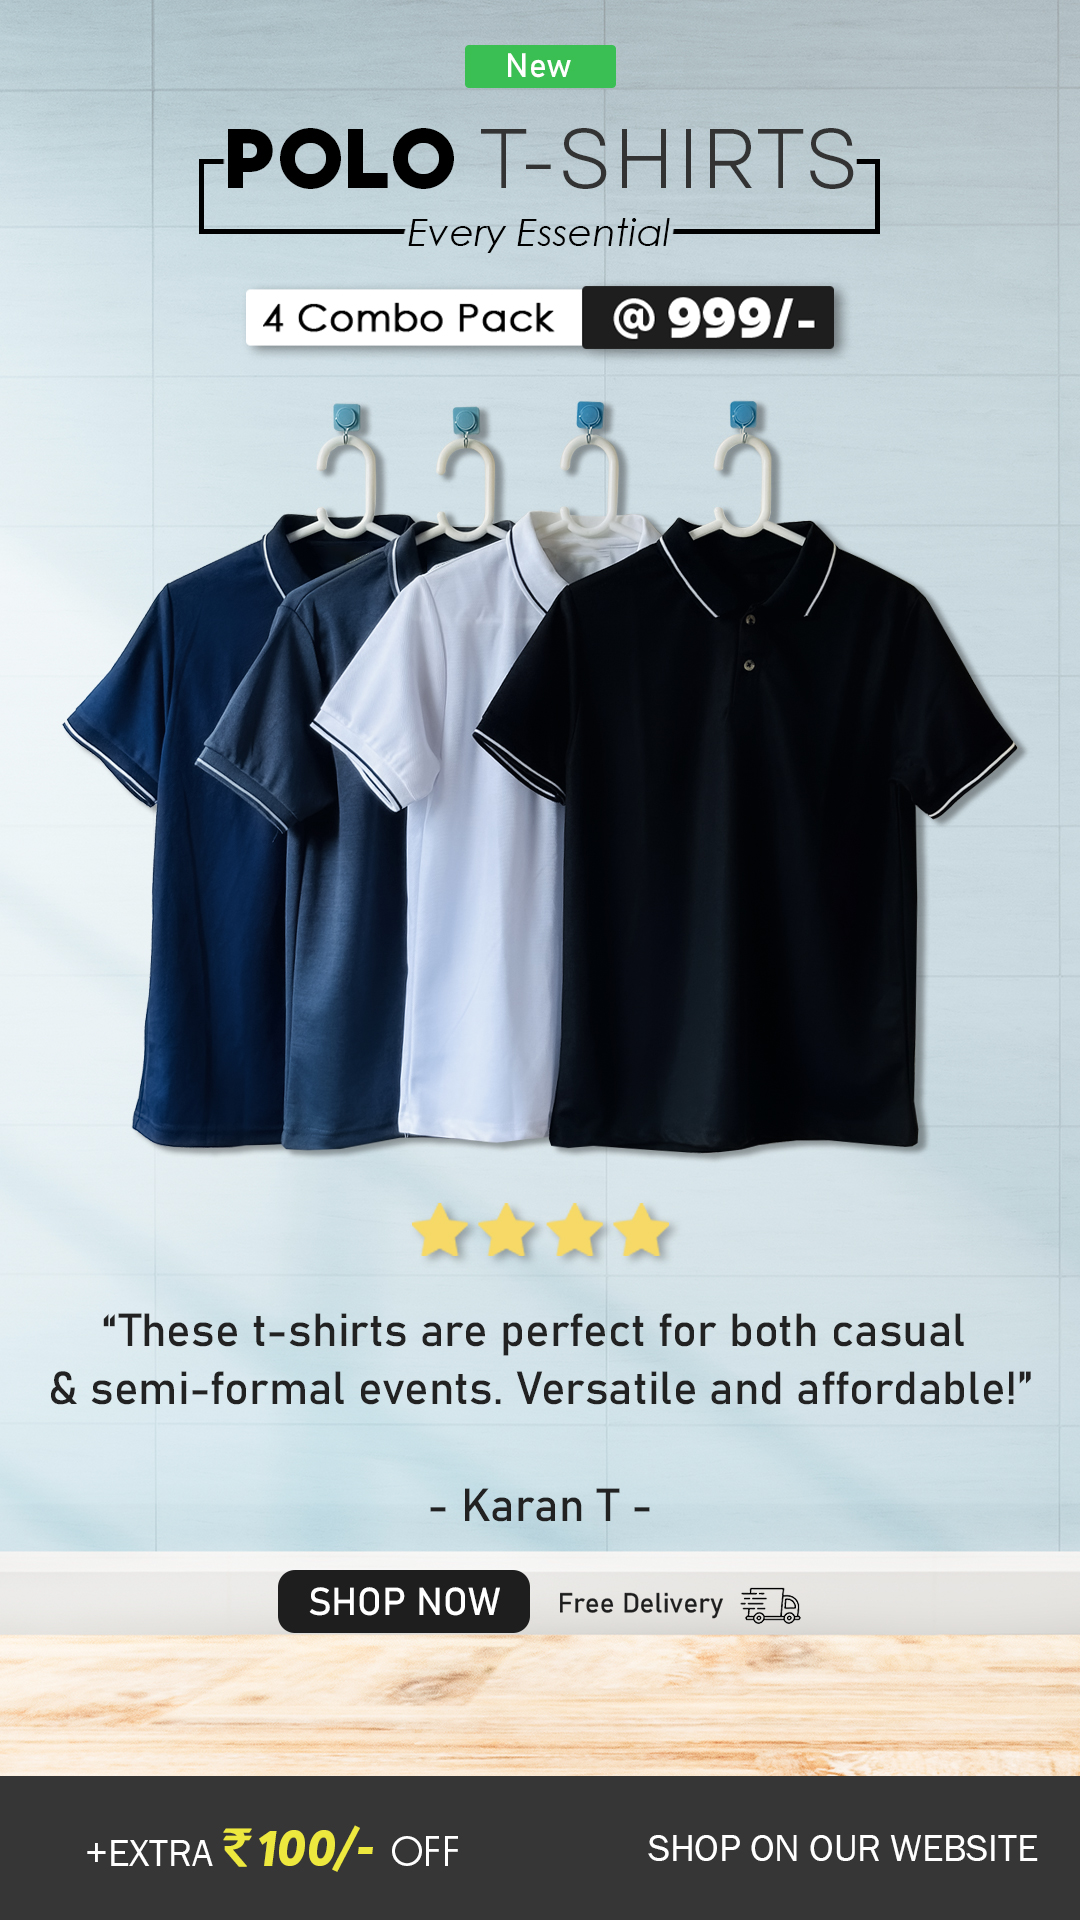 New
POLO T-SHIRTS
Every Essential
4 Combo Pack @ 999/-
“These t-shirts are perfect for both casual
& semi-formal events. Versatile and affordable!”
- Karan T -
SHOP NOW Free Delivery
+EXTRA ₹100/- OFF SHOP ON OUR WEBSITE